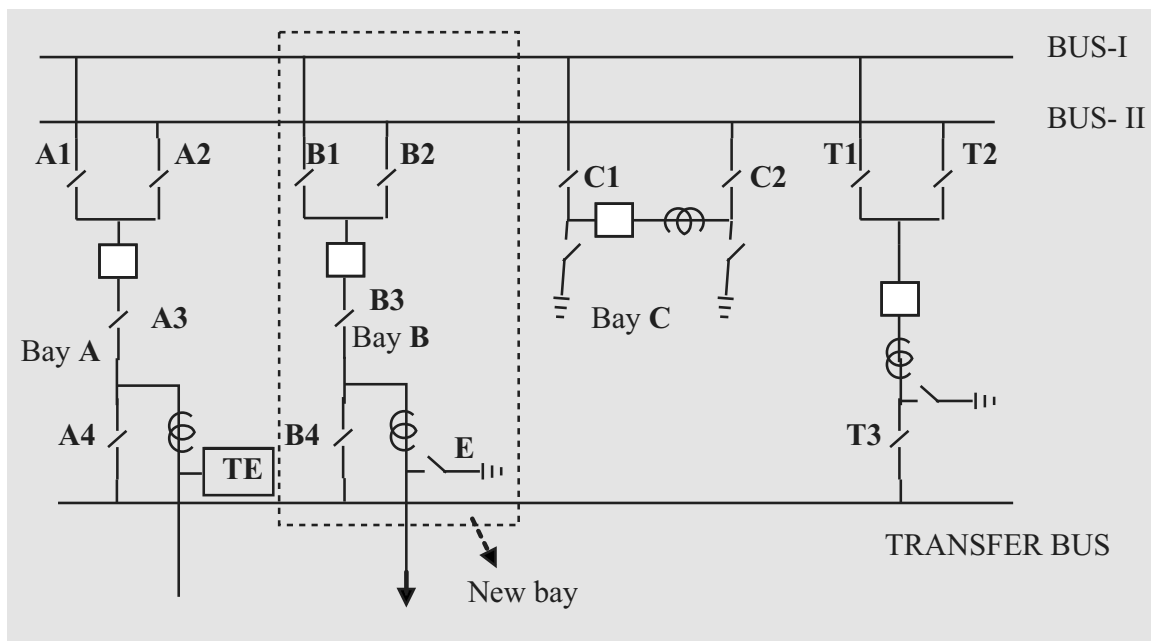 BUS-I
BUS- II
A1 A2 B1 B2 C1 C2 T1 T2
A3 B3
Bay A Bay B Bay C
A4 B4 E T3
TE
TRANSFER BUS
New bay